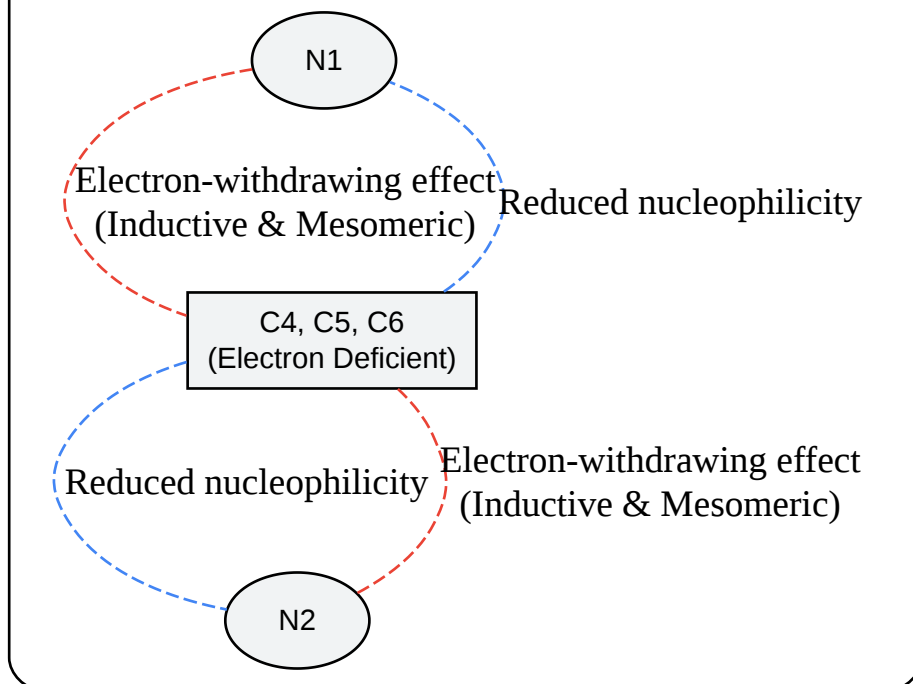 N1
Electron-withdrawing effect
(Inductive & Mesomeric)
Reduced nucleophilicity
C4, C5, C6
(Electron Deficient)
Reduced nucleophilicity
Electron-withdrawing effect
(Inductive & Mesomeric)
N2